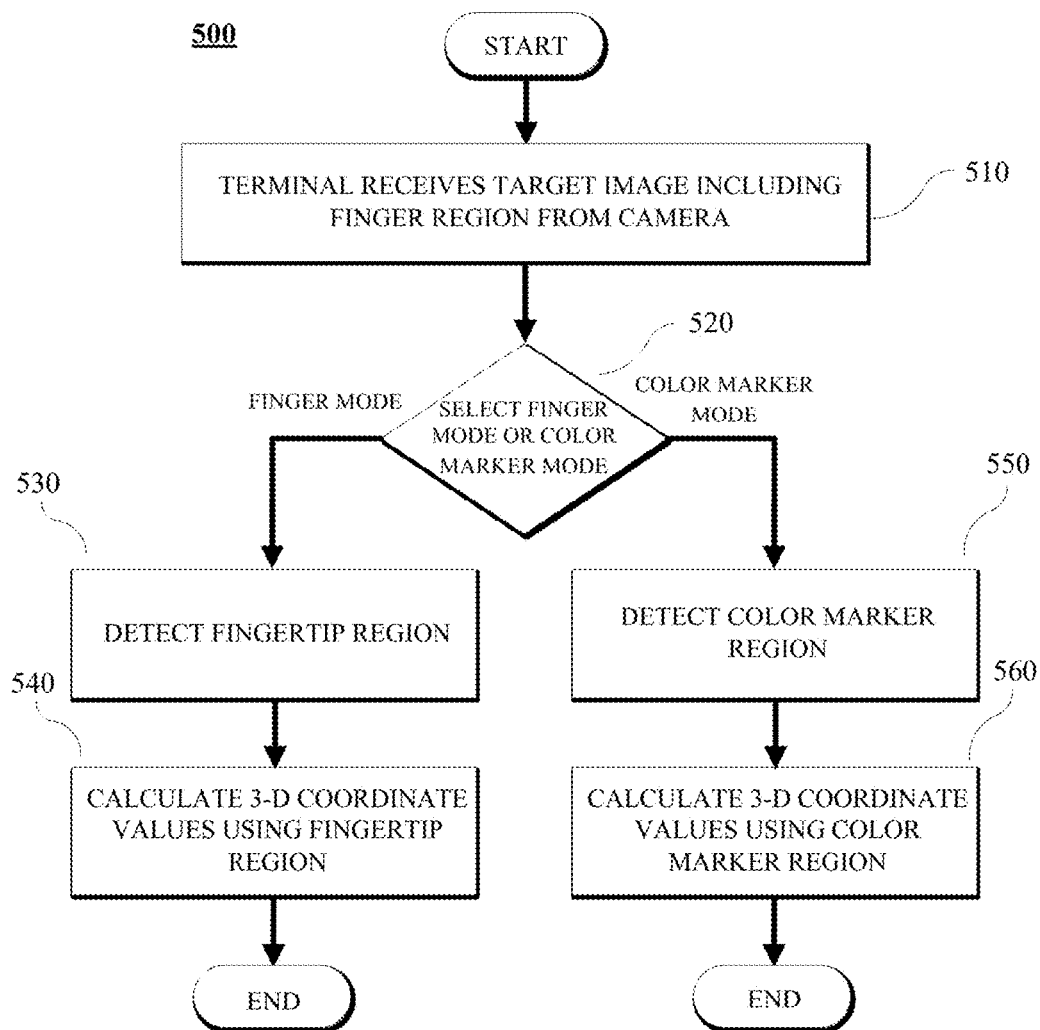 500
START
TERMINAL RECEIVES TARGET IMAGE INCLUDING
FINGER REGION FROM CAMERA
510
520
FINGER MODE
SELECT FINGER
MODE OR COLOR
MARKER MODE
COLOR MARKER
MODE
530
DETECT FINGERTIP REGION
540
CALCULATE 3-D COORDINATE
VALUES USING FINGERTIP
REGION
END
550
DETECT COLOR MARKER
REGION
560
CALCULATE 3-D COORDINATE
VALUES USING COLOR
MARKER REGION
END